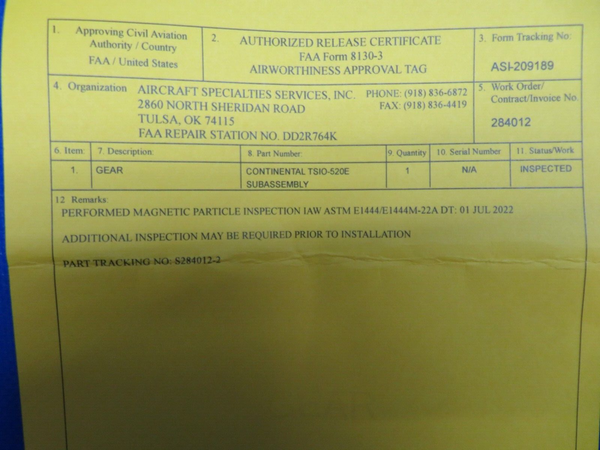 1. Approving Civil Aviation
Authority / Country
FAA / United States
2. AUTHORIZED RELEASE CERTIFICATE
FAA Form 8130-3
AIRWORTHINESS APPROVAL TAG
3. Form Tracking No:
ASI-209189
4. Organization AIRCRAFT SPECIALTIES SERVICES, INC. PHONE: (918) 836-6872
2860 NORTH SHERIDAN ROAD FAX: (918) 836-4419
TULSA, OK 74115
FAA REPAIR STATION NO. DD2R764K
5. Work Order/
Contract/Invoice No.
284012
6. Item: 7. Description: 8. Part Number 9. Quantity 10. Serial Number 11. Status/Work
1. GEAR CONTINENTAL TSIO-520E 1 N/A INSPECTED
SUBASSEMBLY
12 Remarks:
PERFORMED MAGNETIC PARTICLE INSPECTION IAW ASTM E1444/E1444M-22A DT: 01 JUL 2022
ADDITIONAL INSPECTION MAY BE REQUIRED PRIOR TO INSTALLATION
PART TRACKING NO: S284012-2